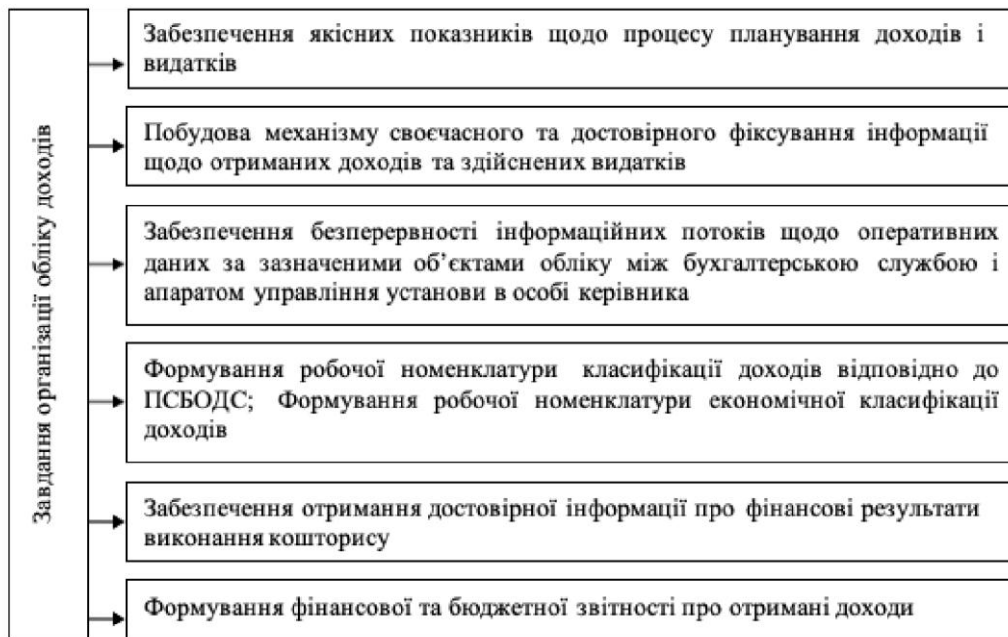 Завдання організації обліку доходів
Забезпечення якісних показників щодо процесу планування доходів і
видатків
Побудова механізму своєчасного та достовірного фіксування інформації
щодо отриманих доходів та здійснених видатків
Забезпечення безперервності інформаційних потоків щодо оперативних
даних за зазначеними об’єктами обліку між бухгалтерською службою і
апаратом управління установи в особі керівника
Формування робочої номенклатури класифікації доходів відповідно до
ПСБОДС; Формування робочої номенклатури економічної класифікації
доходів
Забезпечення отримання достовірної інформації про фінансові результати
виконання кошторису
Формування фінансової та бюджетної звітності про отримані доходи